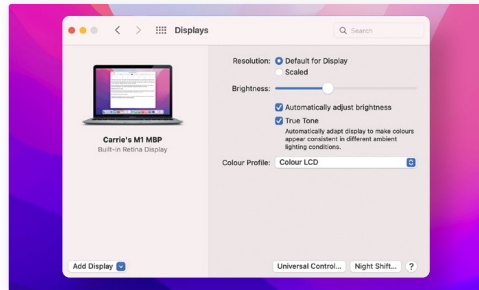 Displays
Search
Resolution: Default for Display
Scaled
Brightness:
Automatically adjust brightness
True Tone
Automatically adapt display to make colours
appear consistent in different ambient
lighting conditions.
Colour Profile: Colour LCD
Carrie's M1 MBP
Built-in Retina Display
Add Display
Universal Control... Night Shift... ?